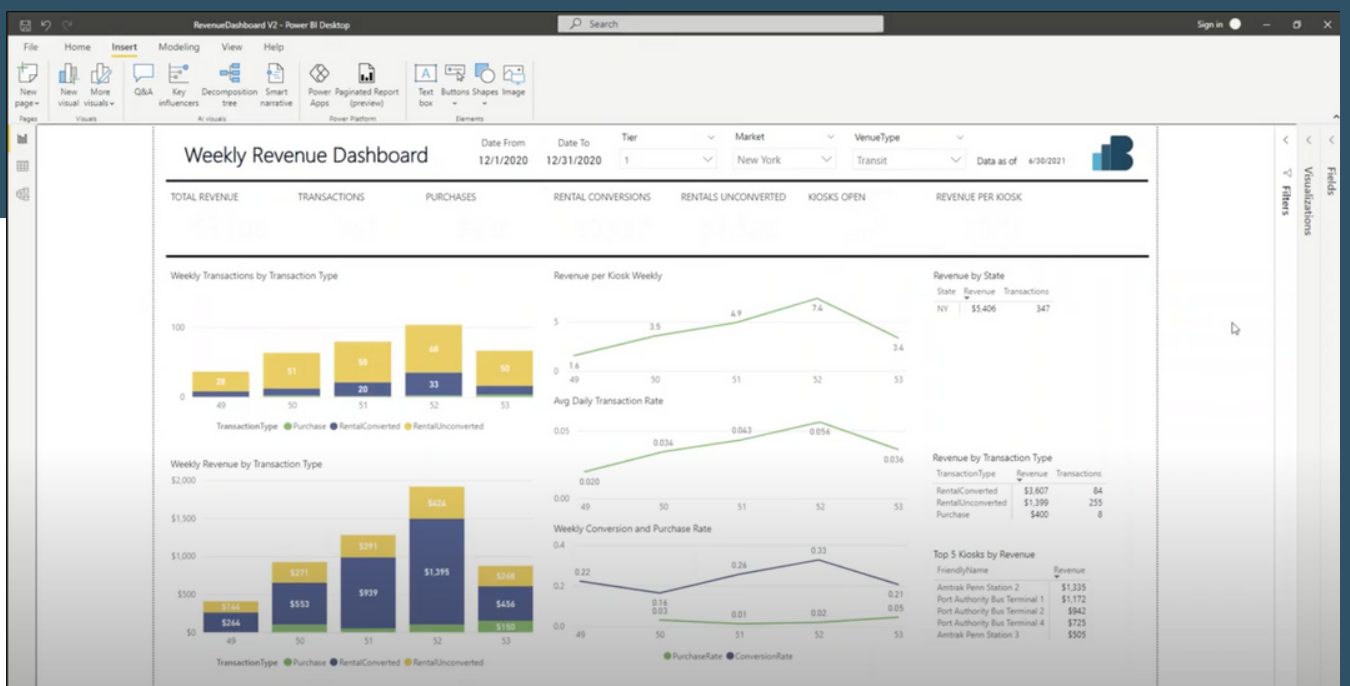 RevenueDashboard V2 - Power BI Desktop
Search
Sign in
File Home Insert Modeling View Help
New page
New visual
More visuals
Q&A
Key influencers
Decomposition tree
Smart narrative
Power Apps
Paginated Report (preview)
Text box
Buttons
Shapes
Image
Pages
Visuals
AI visuals
Power Platform
Elements
Weekly Revenue Dashboard
Date From
12/1/2020
Date To
12/31/2020
Tier
1
Market
New York
VenueType
Transit
Data as of 6/30/2021
Filters
Visualizations
Fields
TOTAL REVENUE TRANSACTIONS PURCHASES RENTAL CONVERSIONS RENTALS UNCONVERTED KIOSKS OPEN REVENUE PER KIOSK
Weekly Transactions by Transaction Type
100
0
28
51
50
20
68
33
50
49 50 51 52 53
TransactionType Purchase RentalConverted RentalUnconverted
Weekly Revenue by Transaction Type
$2,000
$1,500
$1,000
$500
$0
$144
$264
$271
$553
$291
$939
$424
$1,395
$268
$456
$150
49 50 51 52 53
TransactionType Purchase RentalConverted RentalUnconverted
Revenue per Kiosk Weekly
5
0
1.6
3.5
4.9
7.4
3.4
49 50 51 52 53
Avg Daily Transaction Rate
0.05
0.00
0.020
0.034
0.043
0.056
0.036
49 50 51 52 53
Weekly Conversion and Purchase Rate
0.4
0.2
0.0
0.22
0.16
0.03
0.26
0.01
0.33
0.02
0.21
0.05
49 50 51 52 53
PurchaseRate ConversionRate
Revenue by State
State Revenue Transactions
NY $5,406 347
Revenue by Transaction Type
TransactionType Revenue Transactions
RentalConverted $3,607 84
RentalUnconverted $1,399 255
Purchase $400 8
Top 5 Kiosks by Revenue
FriendlyName Revenue
Amtrak Penn Station 2 $1,335
Port Authority Bus Terminal 1 $1,172
Port Authority Bus Terminal 2 $942
Port Authority Bus Terminal 4 $725
Amtrak Penn Station 3 $505